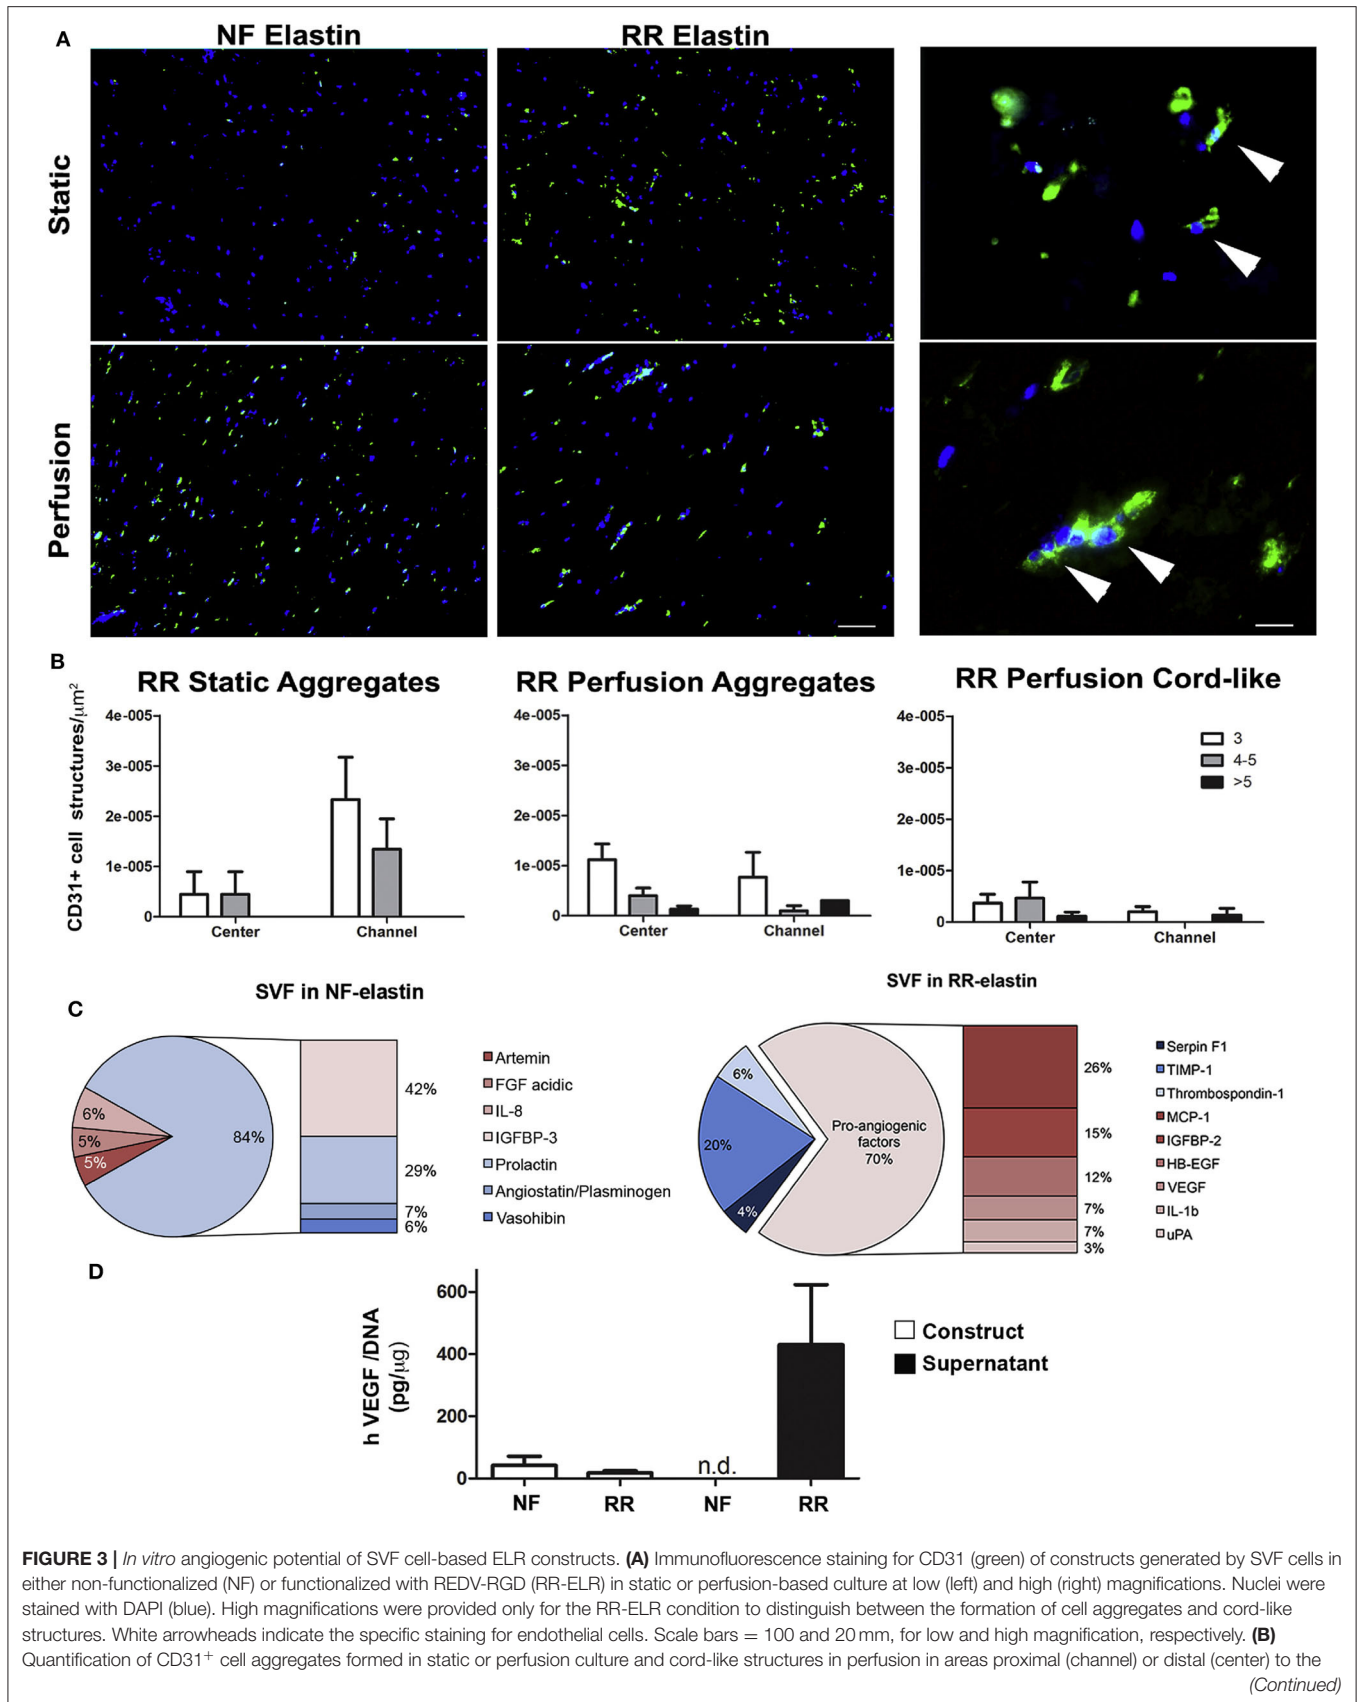 A
NF Elastin
RR Elastin
Static
Perfusion
B
RR Static Aggregates
RR Perfusion Aggregates
RR Perfusion Cord-like
CD31+ cell structures/μm²
4e-005
3e-005
2e-005
1e-005
0
Center
Channel
4e-005
3e-005
2e-005
1e-005
0
Center
Channel
4e-005
3e-005
2e-005
1e-005
0
Center
Channel
3
4-5
>5
C
SVF in NF-elastin
6%
5%
5%
84%
42%
29%
7%
6%
Artemin
FGF acidic
IL-8
IGFBP-3
Prolactin
Angiostatin/Plasminogen
Vasohibin
SVF in RR-elastin
6%
20%
4%
Pro-angiogenic
factors
70%
26%
15%
12%
7%
7%
3%
Serpin F1
TIMP-1
Thrombospondin-1
MCP-1
IGFBP-2
HB-EGF
VEGF
IL-1b
uPA
D
h VEGF /DNA
(pg/μg)
600
400
200
0
n.d.
NF
RR
NF
RR
Construct
Supernatant
FIGURE 3 | In vitro angiogenic potential of SVF cell-based ELR constructs. (A) Immunofluorescence staining for CD31 (green) of constructs generated by SVF cells in
either non-functionalized (NF) or functionalized with REDV-RGD (RR-ELR) in static or perfusion-based culture at low (left) and high (right) magnifications. Nuclei were
stained with DAPI (blue). High magnifications were provided only for the RR-ELR condition to distinguish between the formation of cell aggregates and cord-like
structures. White arrowheads indicate the specific staining for endothelial cells. Scale bars = 100 and 20 mm, for low and high magnification, respectively. (B)
Quantification of CD31+ cell aggregates formed in static or perfusion culture and cord-like structures in perfusion in areas proximal (channel) or distal (center) to the
(Continued)